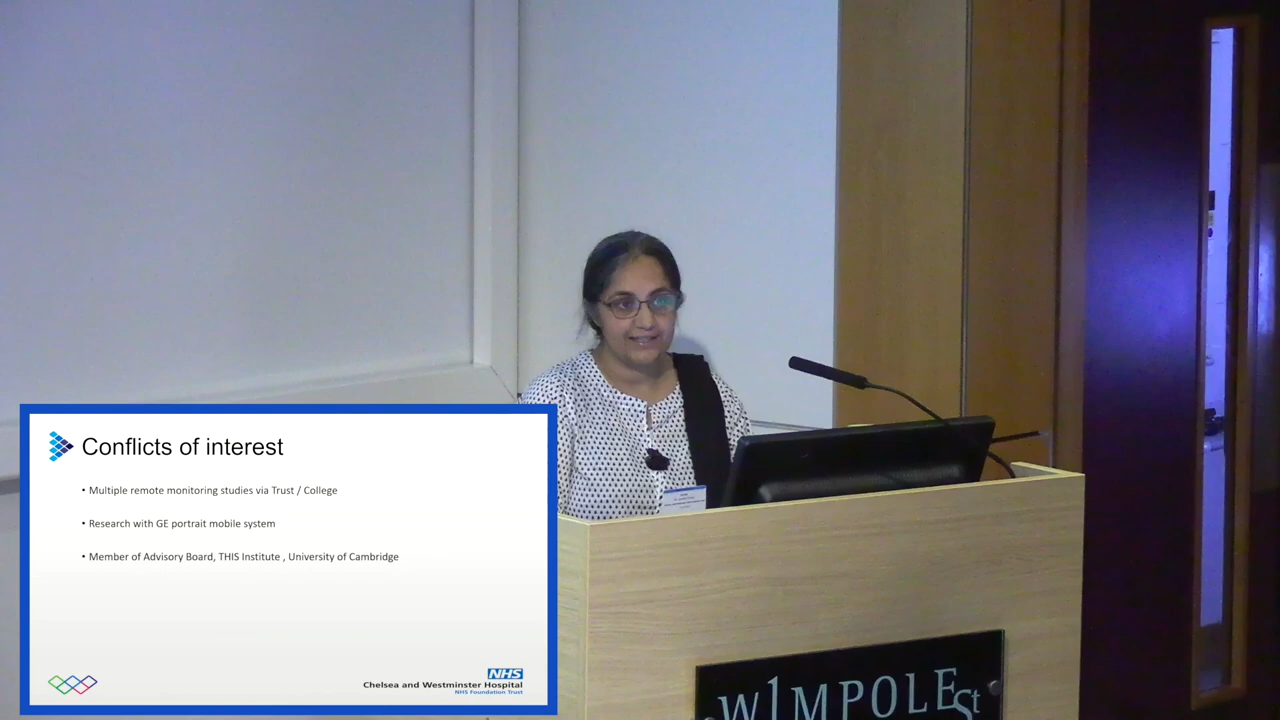 Conflicts of interest
• Multiple remote monitoring studies via Trust / College
• Research with GE portrait mobile system
• Member of Advisory Board, THIS Institute , University of Cambridge
NHS
Chelsea and Westminster Hospital
NHS Foundation Trust
WIMPOLE St